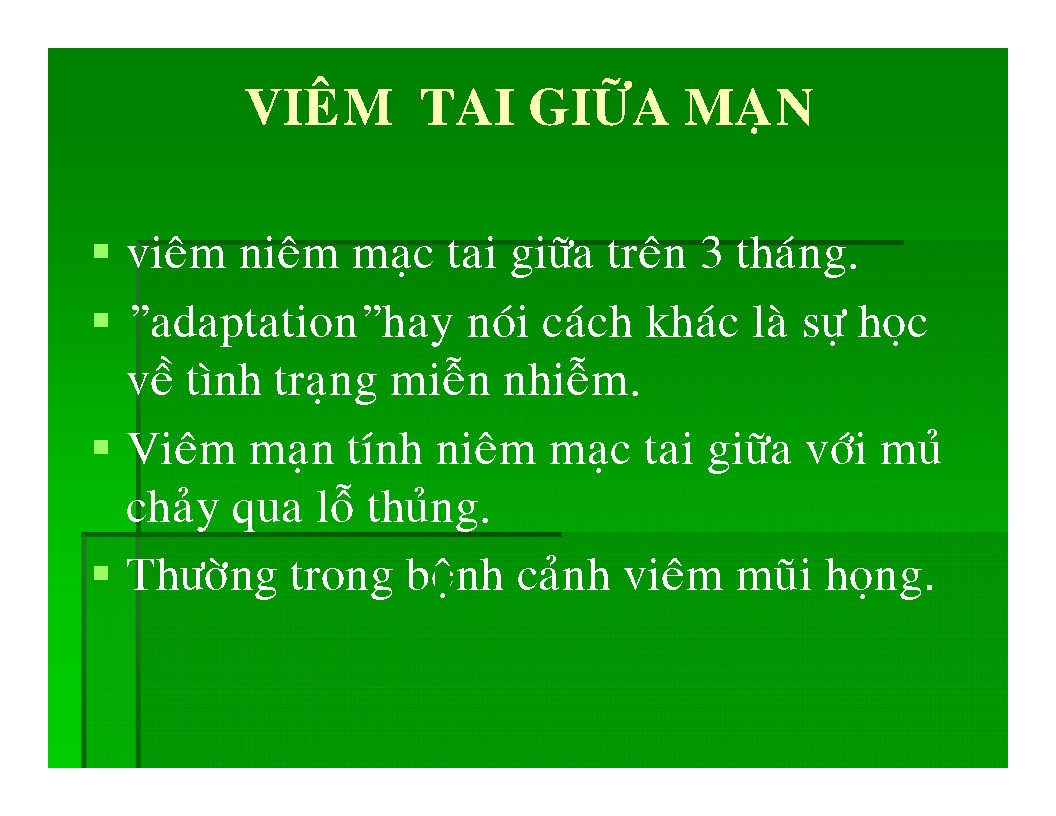 VIÊM TAI GIỮA MẠN
viêm niêm mạc tai giữa trên 3 tháng.
”adaptation”hay nói cách khác là sự học
về tình trạng miễn nhiễm.
Viêm mạn tính niêm mạc tai giữa với mủ
chảy qua lỗ thủng.
Thường trong bệnh cảnh viêm mũi họng.